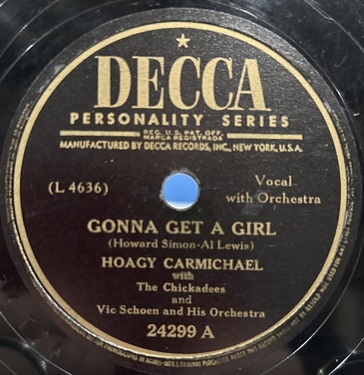 DECCA
PERSONALITY SERIES
REG. U.S. PAT. OFF.
MARCA REGISTRADA
MANUFACTURED BY DECCA RECORDS, INC., NEW YORK, U.S.A.
(L 4636)
Vocal
with Orchestra
GONNA GET A GIRL
(Howard Simon-Al Lewis)
HOAGY CARMICHAEL
with
The Chickadees
and
Vic Schoen and His Orchestra
24299 A